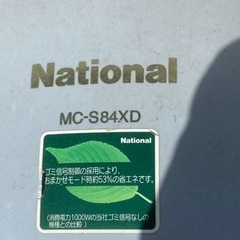 National
MC-S84XD
National
ゴミ信号制御の採用により、
おまかせモード時約53%の省エネです。
(消費電力1000Wの当社ゴミ信号なしの
機種との比較)